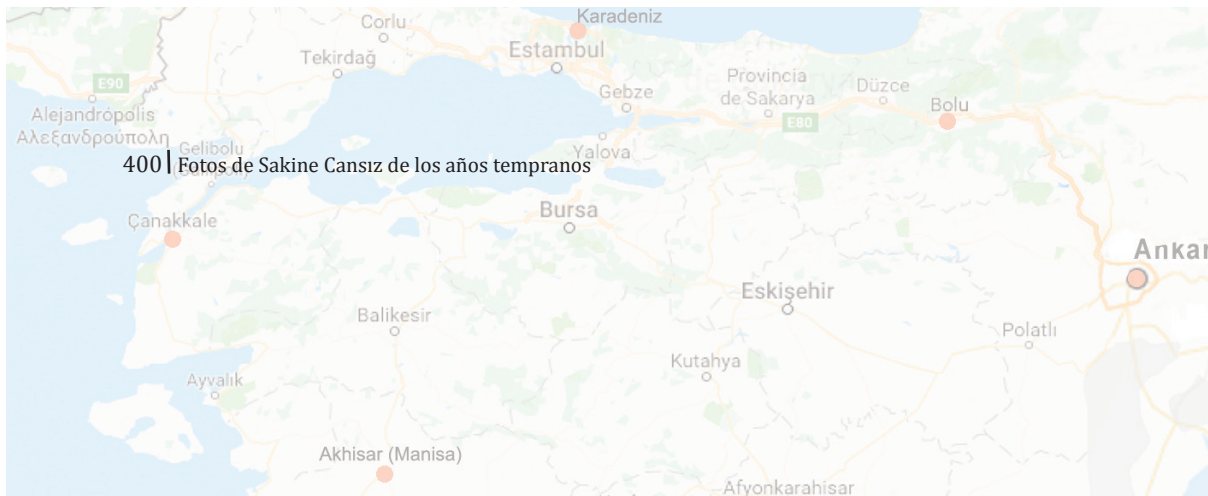 Karadeniz
Corlu
Estambul
Tekirdağ
Provincia
de Sakarya
Düzce
E90
Gebze
Bolu
Alejandrópolis
Αλεξανδρούπολη
E80
Gelibolu
Yalova
400 | Fotos de Sakine Cansız de los años tempranos
Çanakkale
Bursa
Ankar
Eskişehir
Balikesir
Polatlı
Kutahya
Ayvalık
Akhisar (Manisa)
Afyonkarahisar